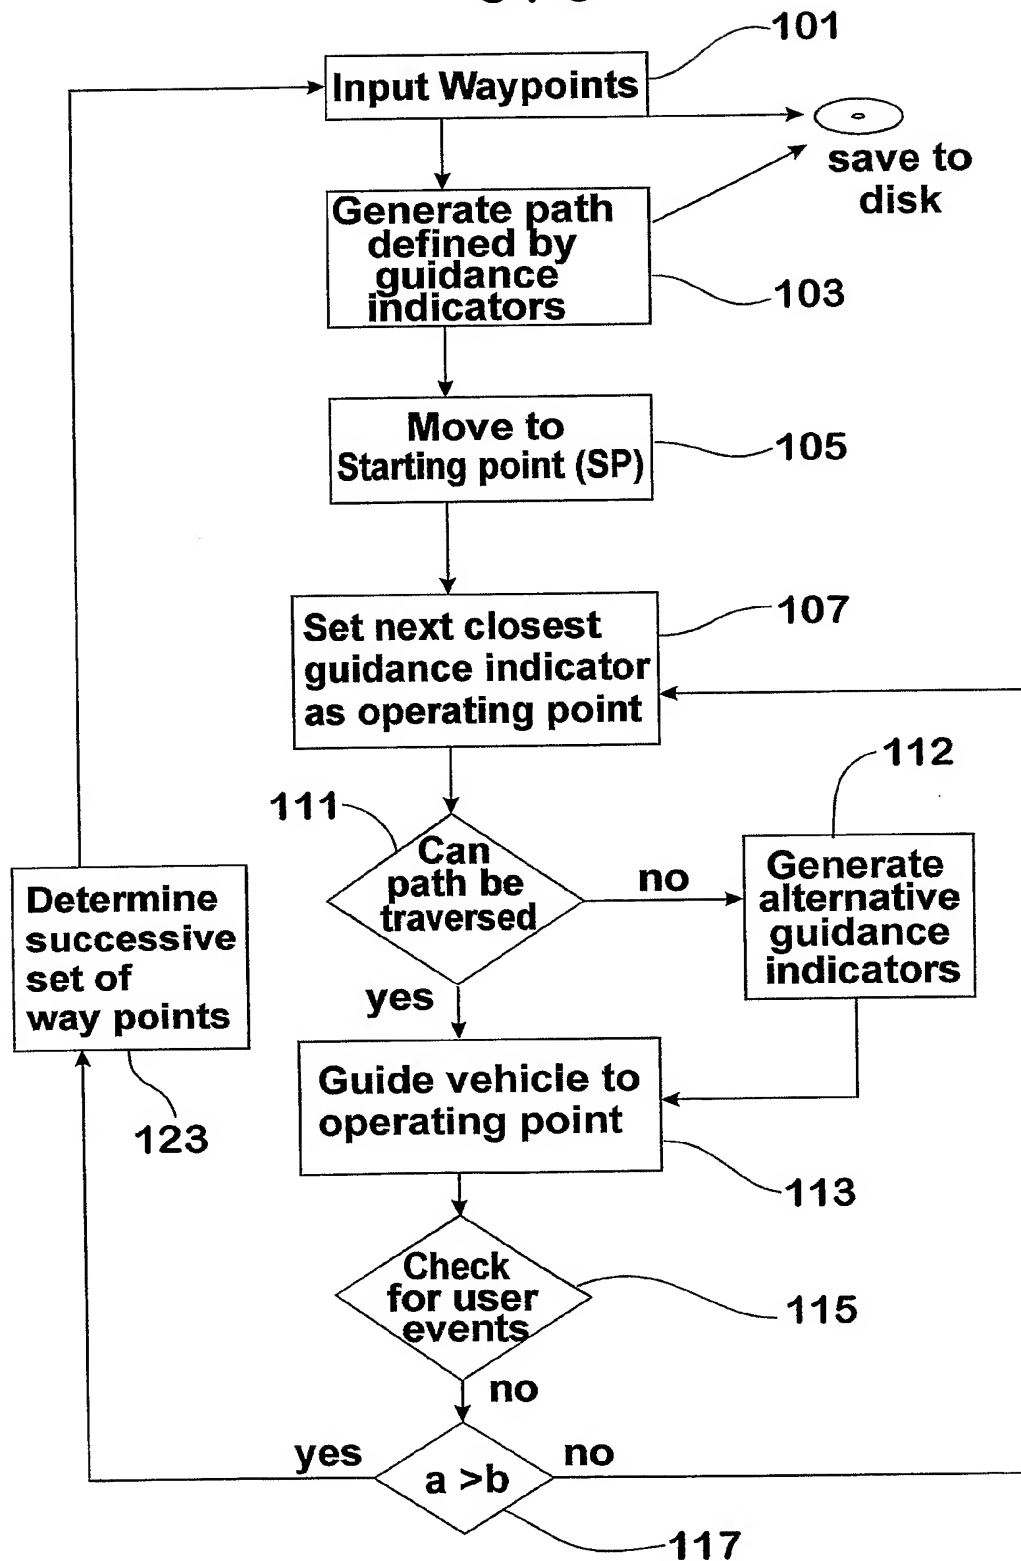 101
Input Waypoints
save to
disk
Generate path
defined by
guidance
indicators
103
Move to
Starting point (SP)
105
107
Set next closest
guidance indicator
as operating point
112
111
Can
path be
traversed
no
Generate
alternative
guidance
indicators
Determine
successive
set of
way points
yes
Guide vehicle to
operating point
123
113
Check
for user
events
115
no
yes
a >b
no
117